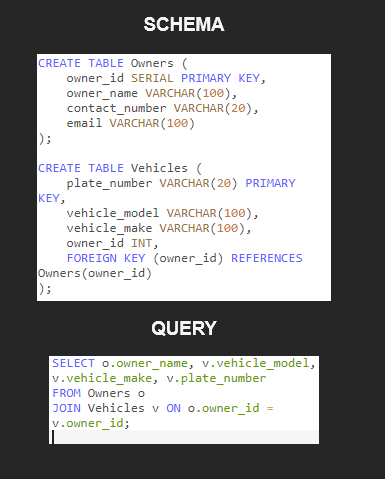 SCHEMA
CREATE TABLE Owners (
    owner_id SERIAL PRIMARY KEY,
    owner_name VARCHAR(100),
    contact_number VARCHAR(20),
    email VARCHAR(100)
);

CREATE TABLE Vehicles (
    plate_number VARCHAR(20) PRIMARY
KEY,
    vehicle_model VARCHAR(100),
    vehicle_make VARCHAR(100),
    owner_id INT,
    FOREIGN KEY (owner_id) REFERENCES
Owners(owner_id)
);
QUERY
SELECT o.owner_name, v.vehicle_model,
v.vehicle_make, v.plate_number
FROM Owners o
JOIN Vehicles v ON o.owner_id =
v.owner_id;